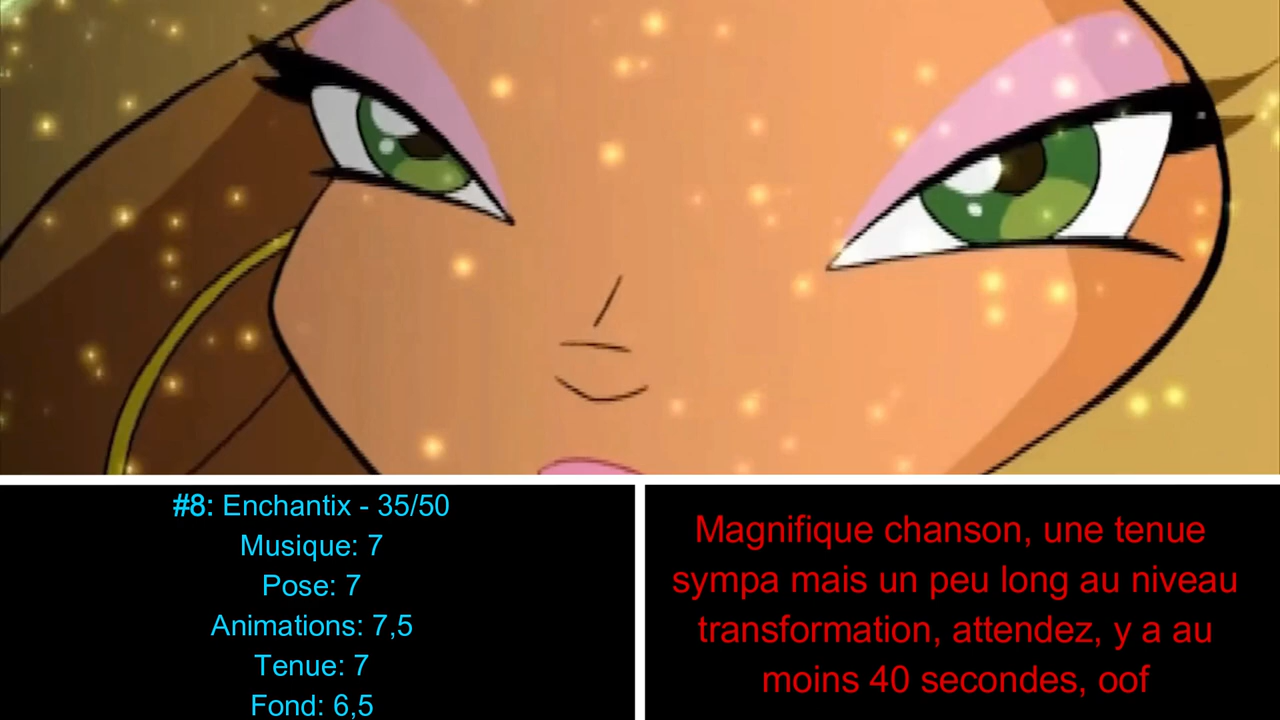 #8: Enchantix - 35/50
Musique: 7
Pose: 7
Animations: 7,5
Tenue: 7
Fond: 6,5
Magnifique chanson, une tenue
sympa mais un peu long au niveau
transformation, attendez, y a au
moins 40 secondes, oof